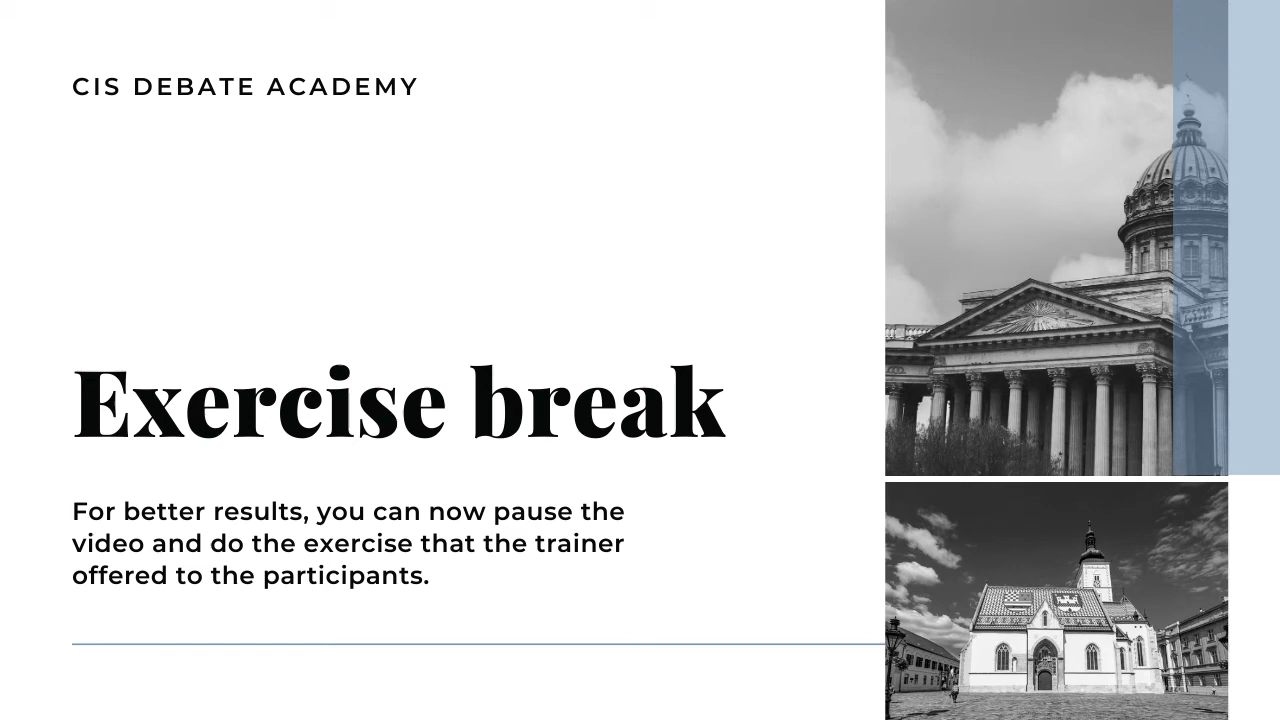 CIS DEBATE ACADEMY
Exercise break
For better results, you can now pause the
video and do the exercise that the trainer
offered to the participants.